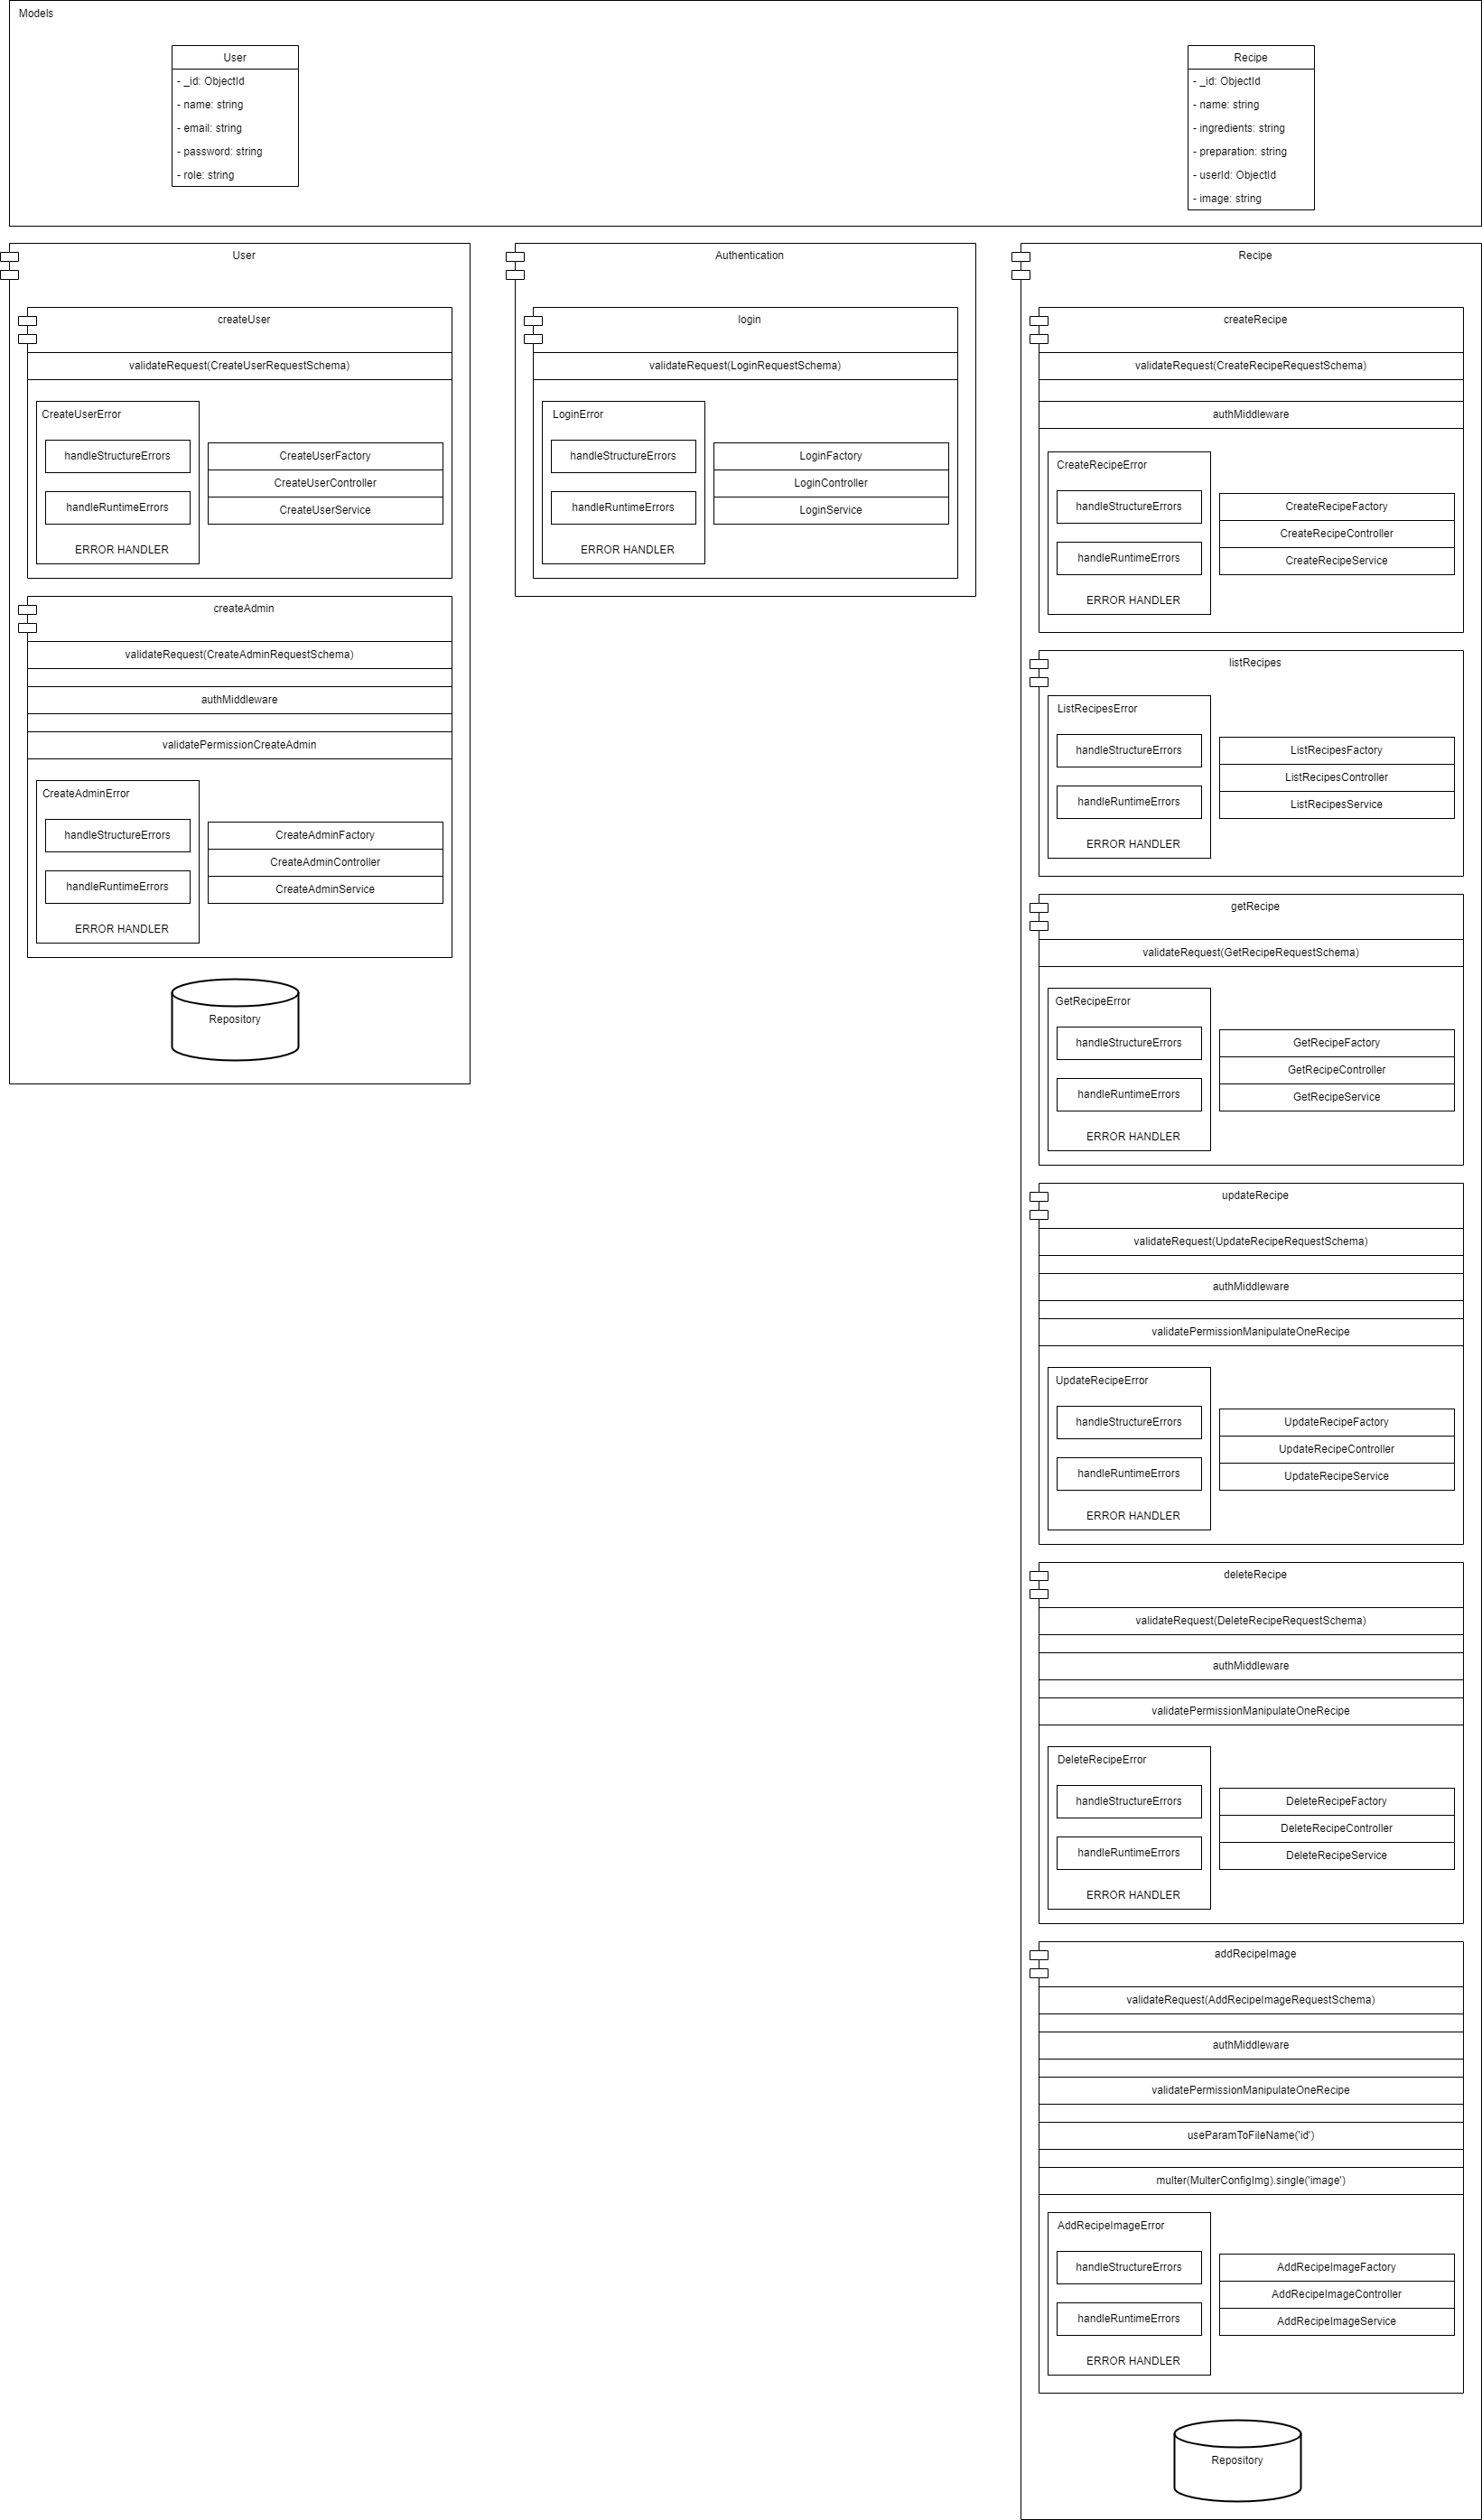 Models
User
- _id: ObjectId
- name: string
- email: string
- password: string
- role: string
Recipe
- _id: ObjectId
- name: string
- ingredients: string
- preparation: string
- userId: ObjectId
- image: string
User
createUser
validateRequest(CreateUserRequestSchema)
CreateUserError
handleStructureErrors
handleRuntimeErrors
ERROR HANDLER
CreateUserFactory
CreateUserController
CreateUserService
createAdmin
validateRequest(CreateAdminRequestSchema)
authMiddleware
validatePermissionCreateAdmin
CreateAdminError
handleStructureErrors
handleRuntimeErrors
ERROR HANDLER
CreateAdminFactory
CreateAdminController
CreateAdminService
Repository
Authentication
login
validateRequest(LoginRequestSchema)
LoginError
handleStructureErrors
handleRuntimeErrors
ERROR HANDLER
LoginFactory
LoginController
LoginService
Recipe
createRecipe
validateRequest(CreateRecipeRequestSchema)
authMiddleware
CreateRecipeError
handleStructureErrors
handleRuntimeErrors
ERROR HANDLER
CreateRecipeFactory
CreateRecipeController
CreateRecipeService
listRecipes
ListRecipesError
handleStructureErrors
handleRuntimeErrors
ERROR HANDLER
ListRecipesFactory
ListRecipesController
ListRecipesService
getRecipe
validateRequest(GetRecipeRequestSchema)
GetRecipeError
handleStructureErrors
handleRuntimeErrors
ERROR HANDLER
GetRecipeFactory
GetRecipeController
GetRecipeService
updateRecipe
validateRequest(UpdateRecipeRequestSchema)
authMiddleware
validatePermissionManipulateOneRecipe
UpdateRecipeError
handleStructureErrors
handleRuntimeErrors
ERROR HANDLER
UpdateRecipeFactory
UpdateRecipeController
UpdateRecipeService
deleteRecipe
validateRequest(DeleteRecipeRequestSchema)
authMiddleware
validatePermissionManipulateOneRecipe
DeleteRecipeError
handleStructureErrors
handleRuntimeErrors
ERROR HANDLER
DeleteRecipeFactory
DeleteRecipeController
DeleteRecipeService
addRecipeImage
validateRequest(AddRecipeImageRequestSchema)
authMiddleware
validatePermissionManipulateOneRecipe
useParamToFileName('id')
multer(MulterConfigImg).single('image')
AddRecipeImageError
handleStructureErrors
handleRuntimeErrors
ERROR HANDLER
AddRecipeImageFactory
AddRecipeImageController
AddRecipeImageService
Repository